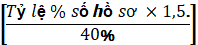 [Tỷ lệ % số hồ sơ × 1,5.
40%]